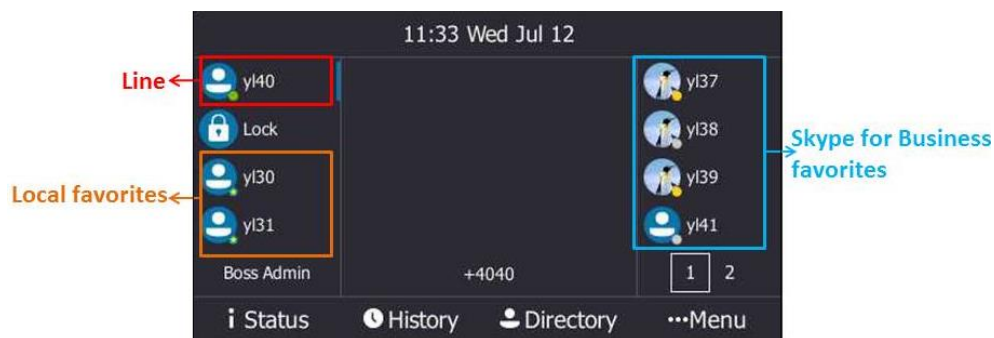 11:33 Wed Jul 12
Line
yl40
yl37
Lock
yl38
Skype for Business
favorites
Local favorites
yl30
yl39
yl31
yl41
Boss Admin
+4040
1 2
i Status
History
Directory
•••Menu